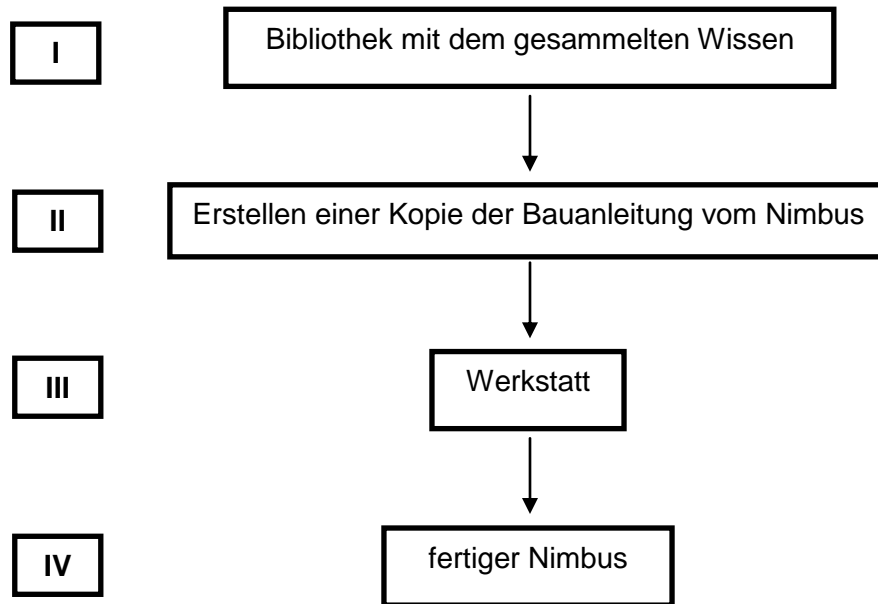 I
Bibliothek mit dem gesammelten Wissen
II
Erstellen einer Kopie der Bauanleitung vom Nimbus
III
Werkstatt
IV
fertiger Nimbus